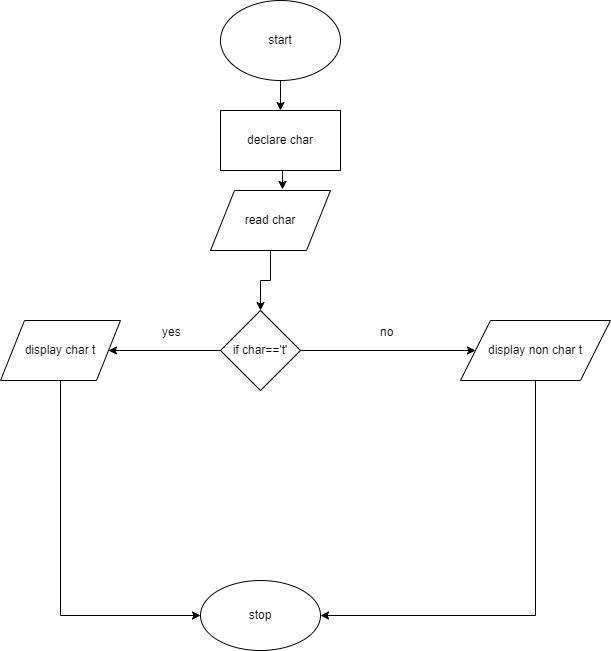 start
declare char
read char
yes
no
display char t
if char=='t'
display non char t
stop